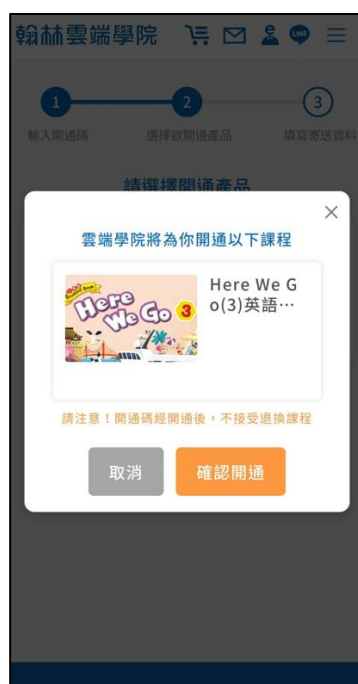 翰林雲端學院
1
2
3
輸入開通碼
選擇欲開通產品
填寫寄送資料
請選擇開通產品
雲端學院將為你開通以下課程
Here We Go 3
Here We G
o(3)英語…
請注意！開通碼經開通後，不接受退換課程
取消
確認開通